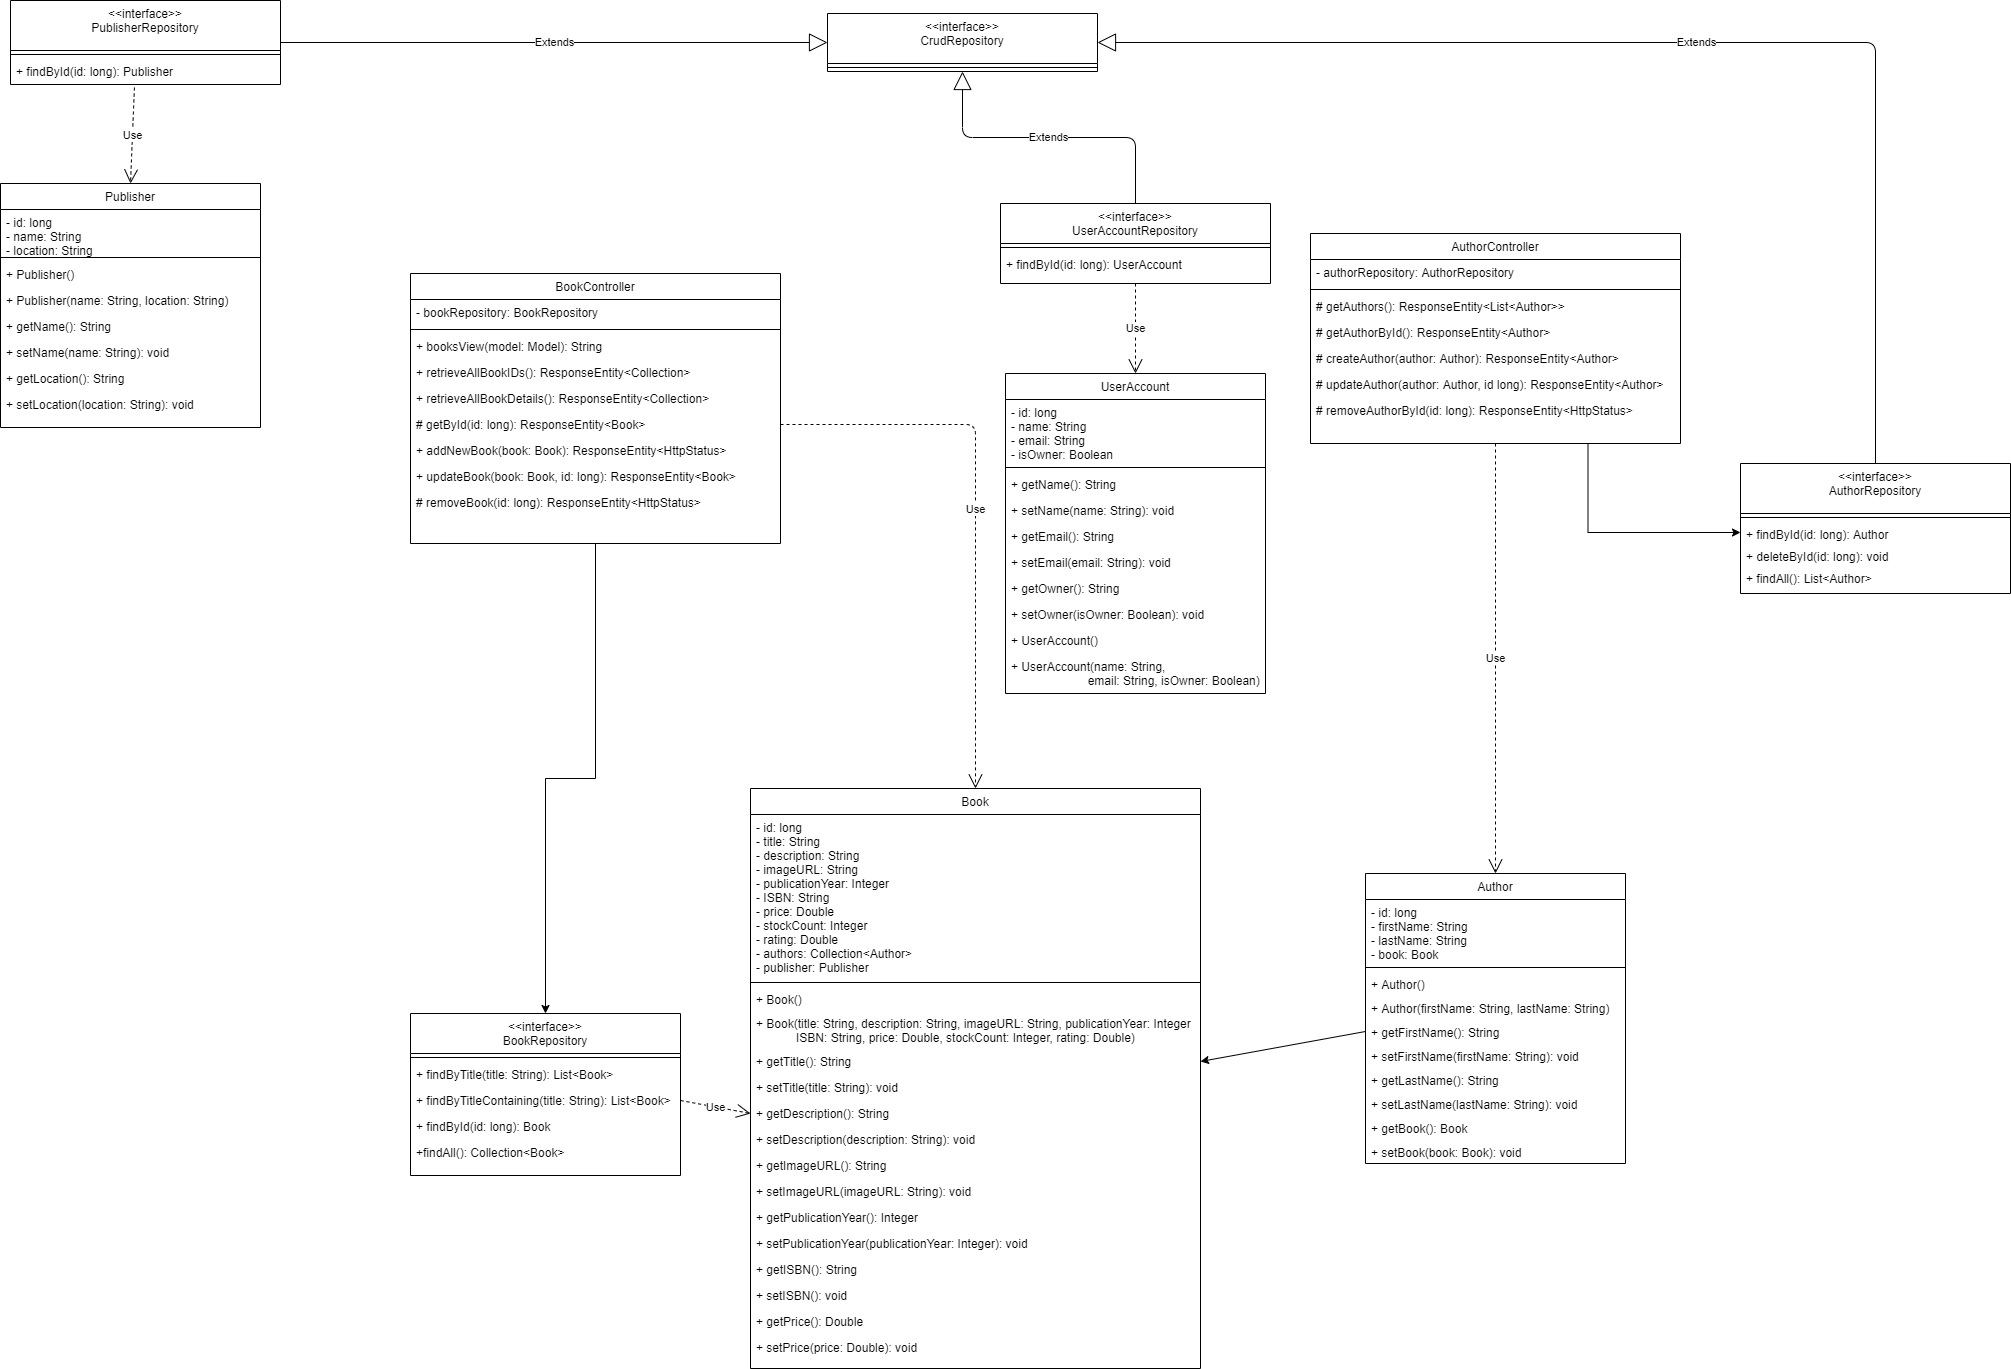 <<interface>>
PublisherRepository
+ findById(id: long): Publisher
Extends
<<interface>>
CrudRepository
Extends
Extends
Use
Publisher
- id: long
- name: String
- location: String
+ Publisher()
+ Publisher(name: String, location: String)
+ getName(): String
+ setName(name: String): void
+ getLocation(): String
+ setLocation(location: String): void
<<interface>>
UserAccountRepository
+ findById(id: long): UserAccount
Use
AuthorController
- authorRepository: AuthorRepository
# getAuthors(): ResponseEntity<List<Author>>
# getAuthorById(): ResponseEntity<Author>
# createAuthor(author: Author): ResponseEntity<Author>
# updateAuthor(author: Author, id long): ResponseEntity<Author>
# removeAuthorById(id: long): ResponseEntity<HttpStatus>
BookController
- bookRepository: BookRepository
+ booksView(model: Model): String
+ retrieveAllBookIDs(): ResponseEntity<Collection>
+ retrieveAllBookDetails(): ResponseEntity<Collection>
# getById(id: long): ResponseEntity<Book>
+ addNewBook(book: Book): ResponseEntity<HttpStatus>
+ updateBook(book: Book, id: long): ResponseEntity<Book>
# removeBook(id: long): ResponseEntity<HttpStatus>
Use
UserAccount
- id: long
- name: String
- email: String
- isOwner: Boolean
+ getName(): String
+ setName(name: String): void
+ getEmail(): String
+ setEmail(email: String): void
+ getOwner(): String
+ setOwner(isOwner: Boolean): void
+ UserAccount()
+ UserAccount(name: String,
email: String, isOwner: Boolean)
<<interface>>
AuthorRepository
+ findById(id: long): Author
+ deleteById(id: long): void
+ findAll(): List<Author>
Use
Book
- id: long
- title: String
- description: String
- imageURL: String
- publicationYear: Integer
- ISBN: String
- price: Double
- stockCount: Integer
- rating: Double
- authors: Collection<Author>
- publisher: Publisher
+ Book()
+ Book(title: String, description: String, imageURL: String, publicationYear: Integer
ISBN: String, price: Double, stockCount: Integer, rating: Double)
+ getTitle(): String
+ setTitle(title: String): void
+ getDescription(): String
+ setDescription(description: String): void
+ getImageURL(): String
+ setImageURL(imageURL: String): void
+ getPublicationYear(): Integer
+ setPublicationYear(publicationYear: Integer): void
+ getISBN(): String
+ setISBN(): void
+ getPrice(): Double
+ setPrice(price: Double): void
Author
- id: long
- firstName: String
- lastName: String
- book: Book
+ Author()
+ Author(firstName: String, lastName: String)
+ getFirstName(): String
+ setFirstName(firstName: String): void
+ getLastName(): String
+ setLastName(lastName: String): void
+ getBook(): Book
+ setBook(book: Book): void
<<interface>>
BookRepository
+ findByTitle(title: String): List<Book>
+ findByTitleContaining(title: String): List<Book>
+ findById(id: long): Book
+findAll(): Collection<Book>
Use